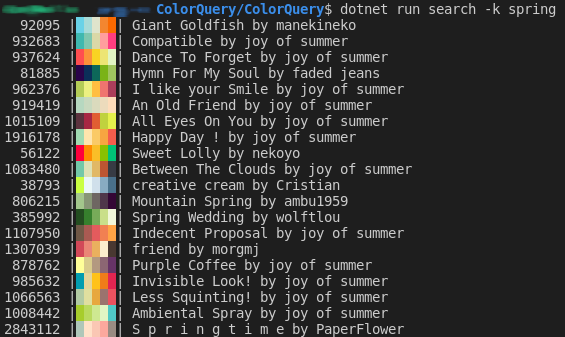 ColorQuery/ColorQuery$ dotnet run search -k spring
92095 | | Giant Goldfish by manekineko
932683 | | Compatible by joy of summer
937624 | | Dance To Forget by joy of summer
81885 | | Hymn For My Soul by faded jeans
962376 | | I like your Smile by joy of summer
919419 | | An Old Friend by joy of summer
1015109 | | All Eyes On You by joy of summer
1916178 | | Happy Day ! by joy of summer
56122 | | Sweet Lolly by nekoyo
1083480 | | Between The Clouds by joy of summer
38793 | | creative cream by Cristian
806215 | | Mountain Spring by ambu1959
385992 | | Spring Wedding by wolftlou
1107950 | | Indecent Proposal by joy of summer
1307039 | | friend by morgmj
878762 | | Purple Coffee by joy of summer
985632 | | Invisible Look! by joy of summer
1066563 | | Less Squinting! by joy of summer
1008442 | | Ambiental Spray by joy of summer
2843112 | | S p r i n g t i m e by PaperFlower